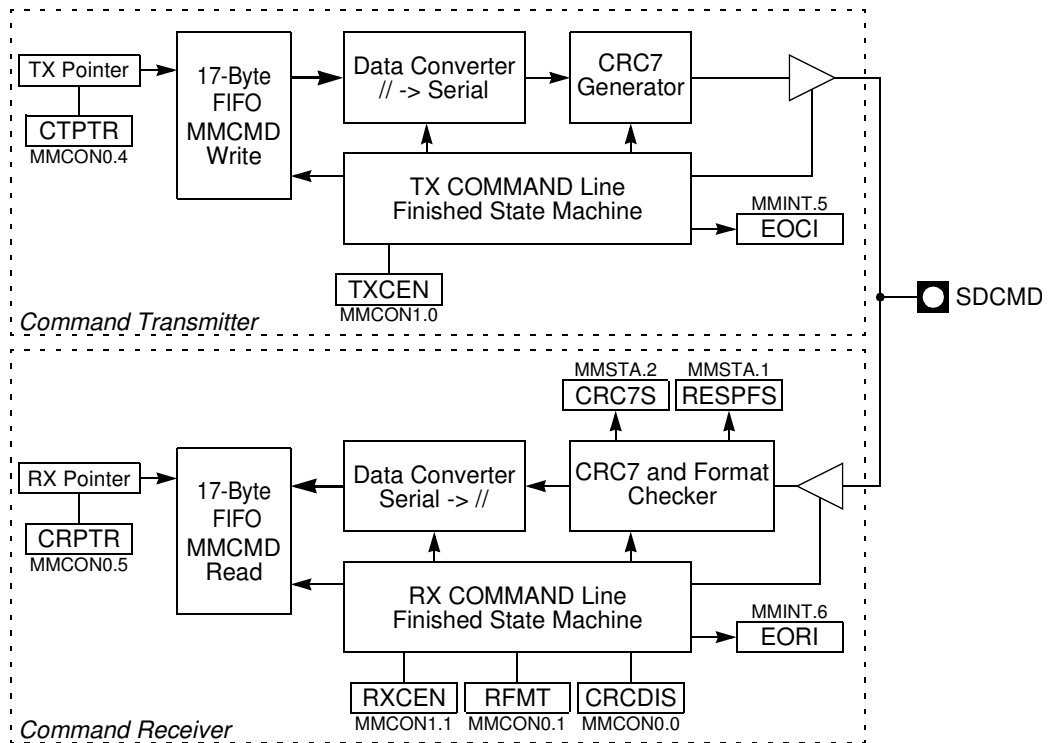 TX Pointer
CTPTR
MMCON0.4
17-Byte
FIFO
MMCMD
Write
Data Converter
// -> Serial
CRC7
Generator
TX COMMAND Line
Finished State Machine
MMINT.5
EOCI
TXCEN
MMCON1.0
Command Transmitter
SDCMD
MMSTA.2
CRC7S
MMSTA.1
RESPFS
RX Pointer
CRPTR
MMCON0.5
17-Byte
FIFO
MMCMD
Read
Data Converter
Serial -> //
CRC7 and Format
Checker
RX COMMAND Line
Finished State Machine
MMINT.6
EORI
RXCEN
MMCON1.1
RFMT
MMCON0.1
CRCDIS
MMCON0.0
Command Receiver